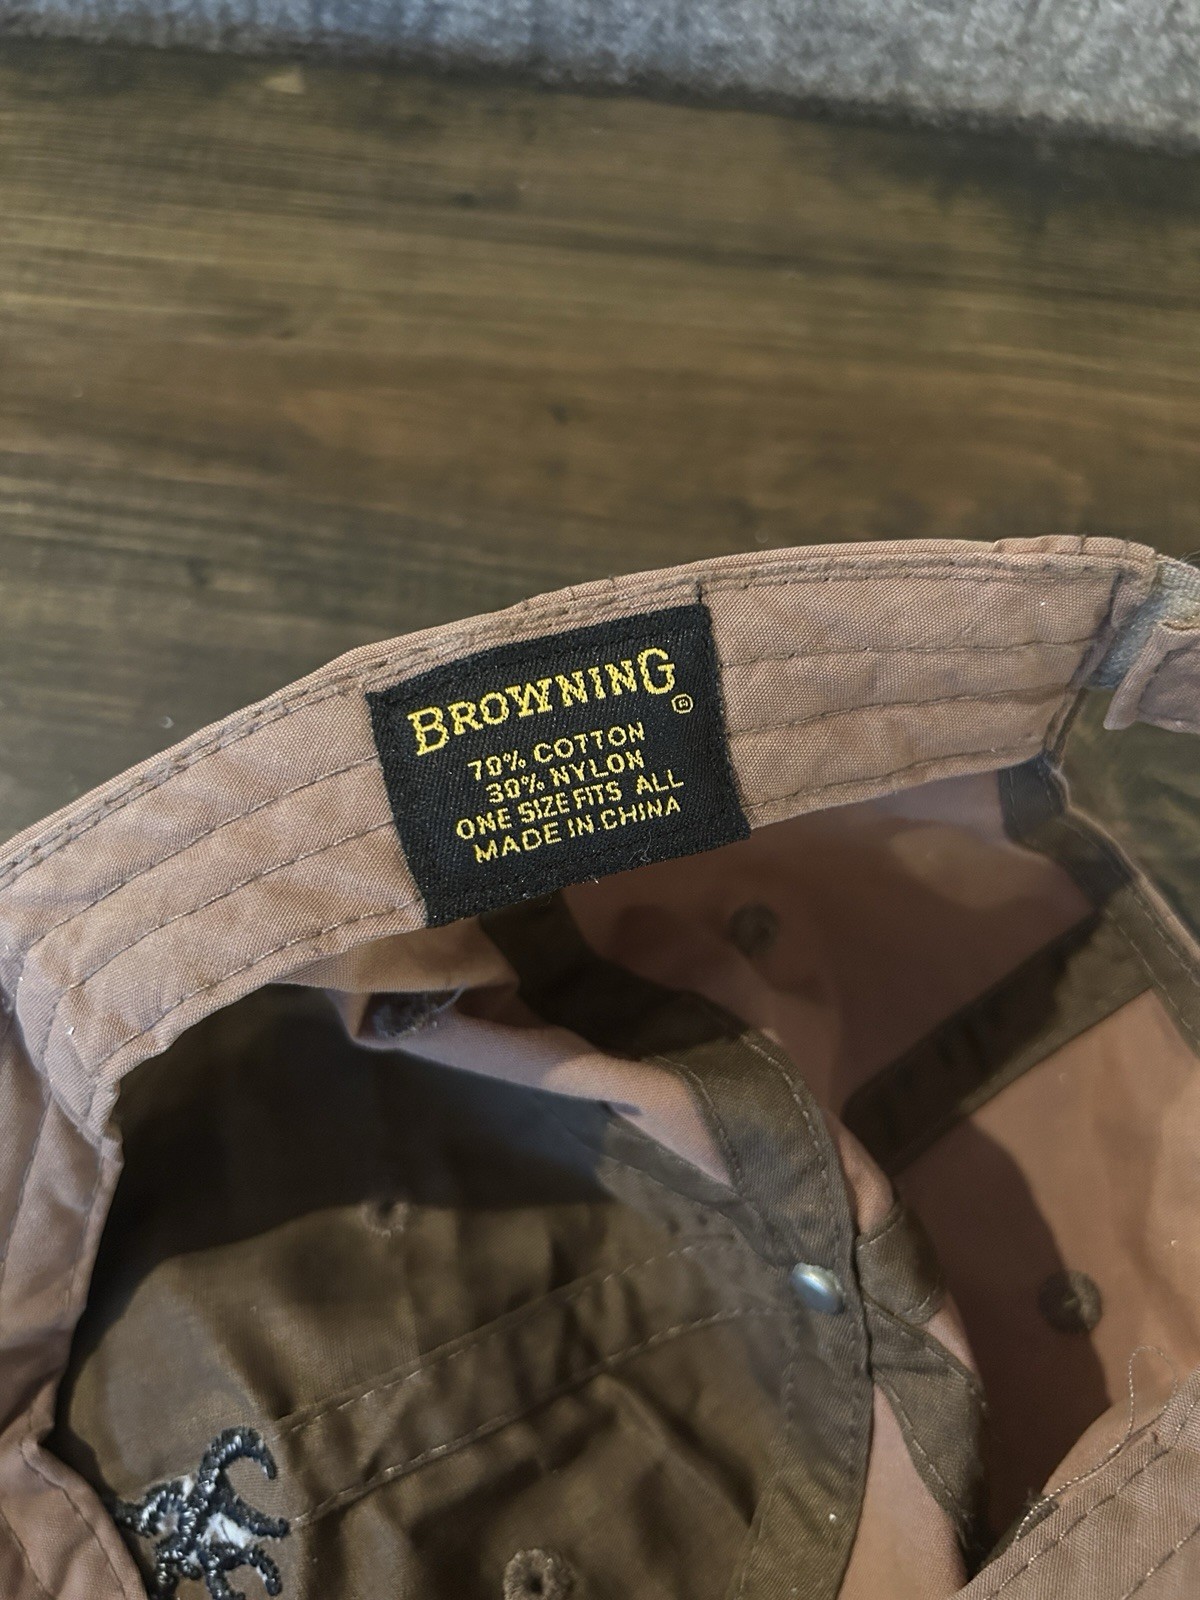 BROWNING ®
70% COTTON
30% NYLON
ONE SIZE FITS ALL
MADE IN CHINA